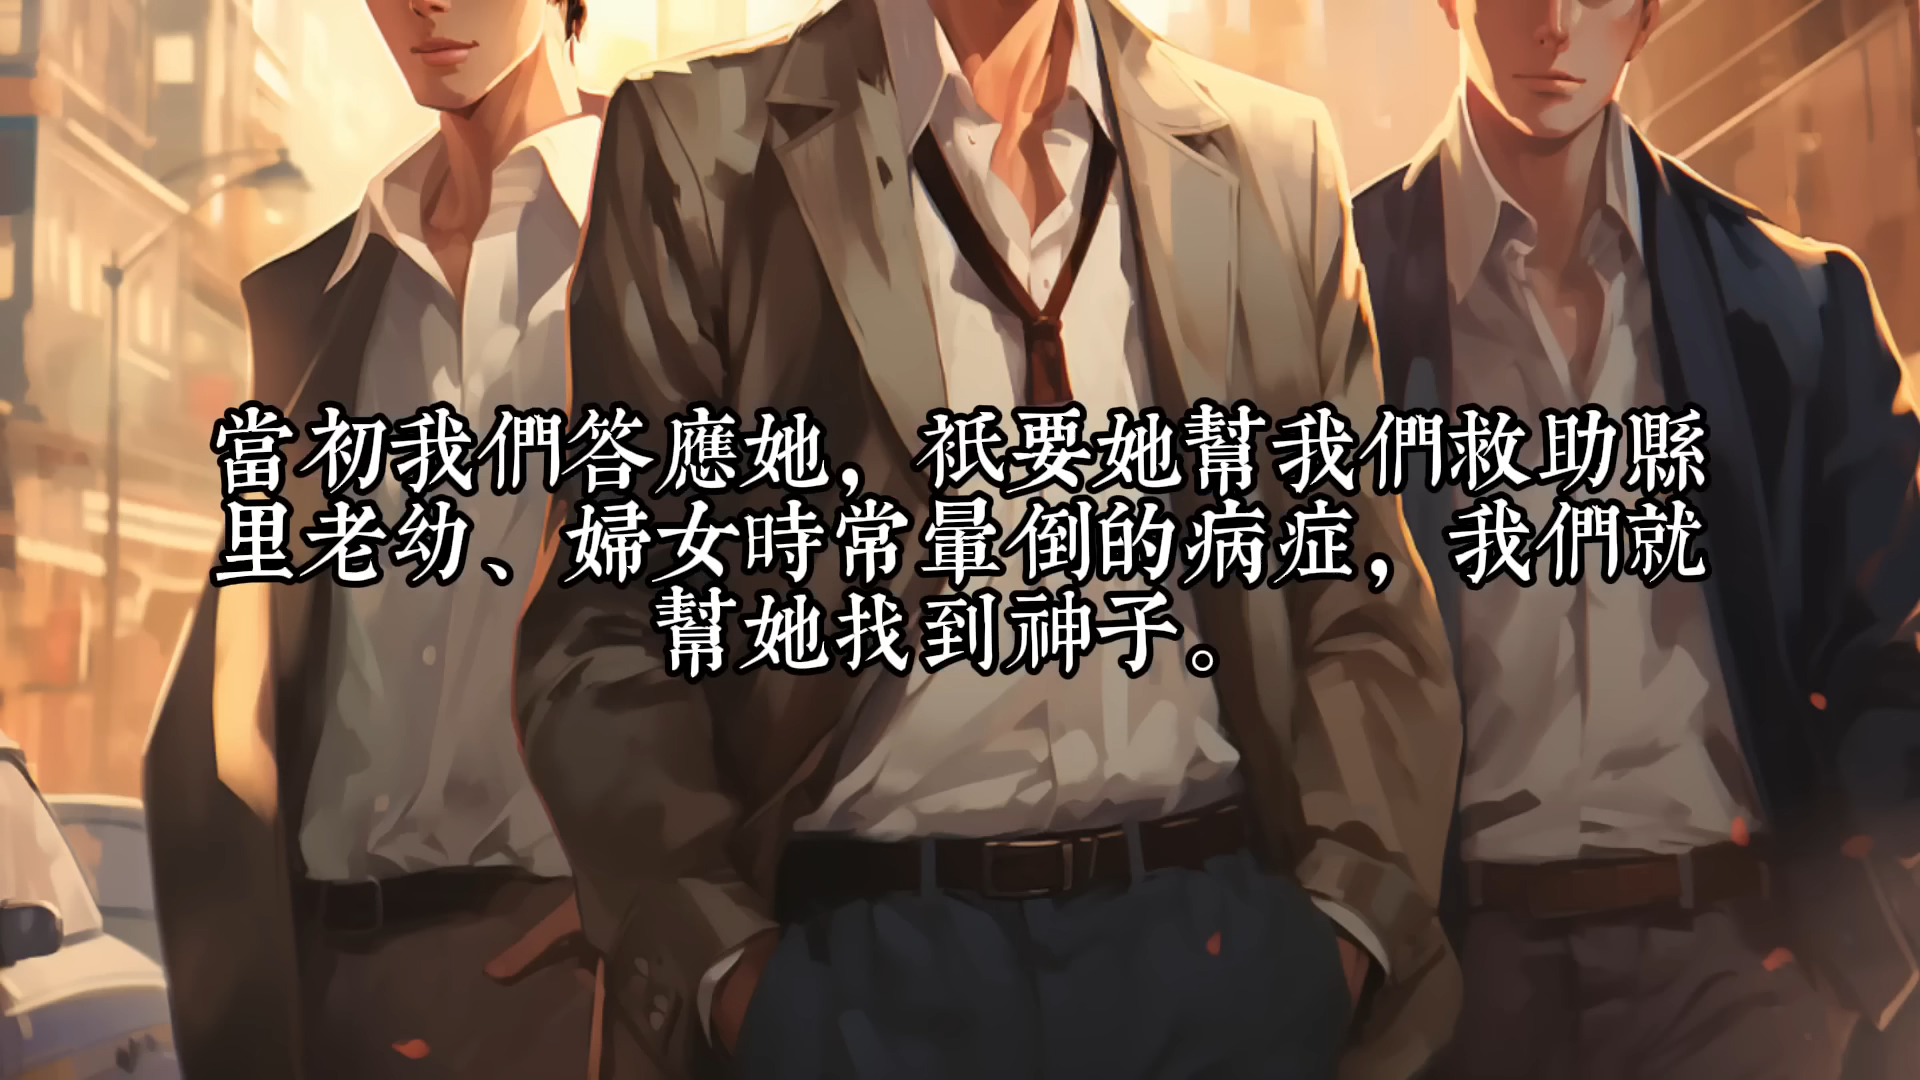 當初我們答應她，衹要她幫我們救助縣
里老幼、婦女時常暈倒的病症，我們就
幫她找到神子。